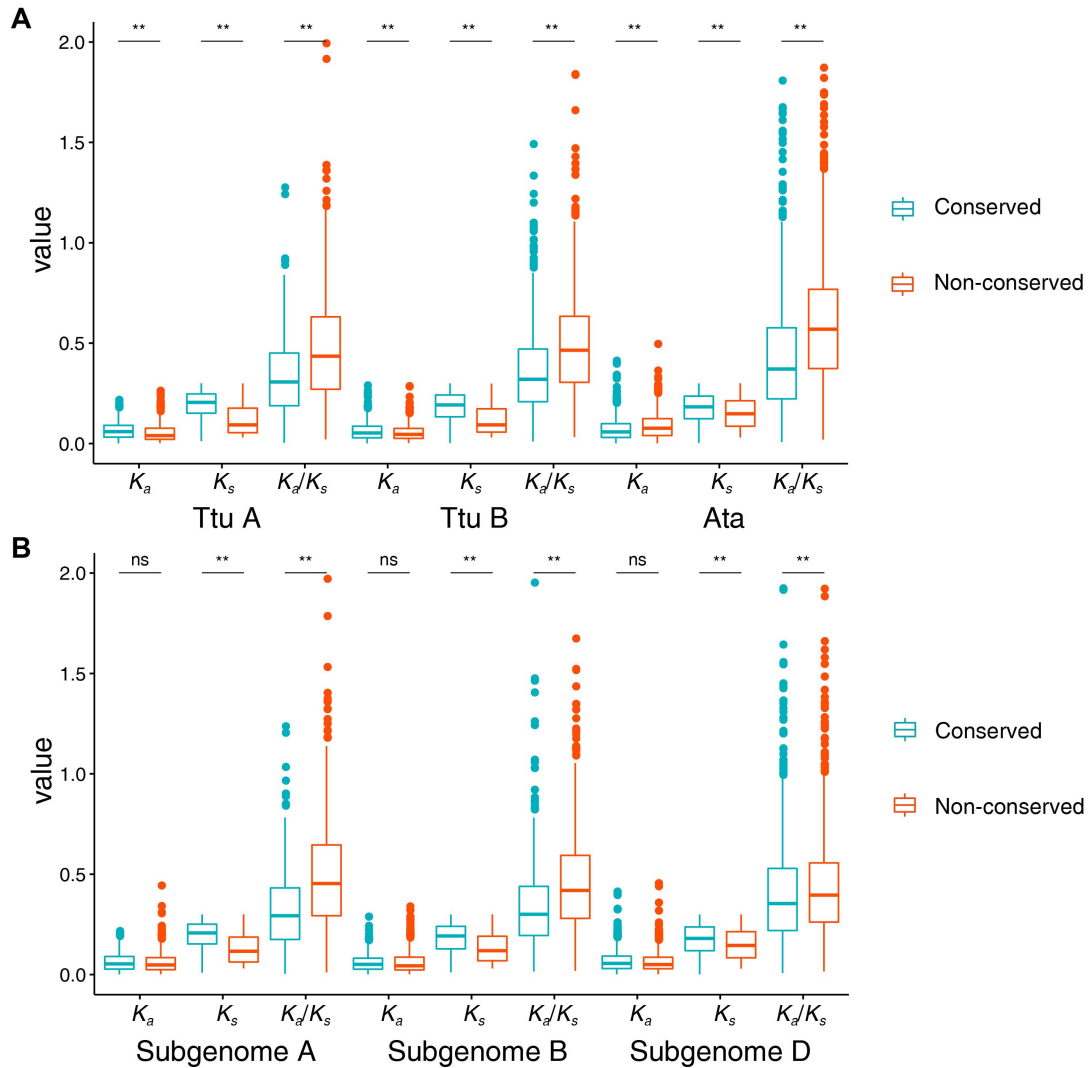 A
** ** ** ** ** ** ** ** **
2.0
1.5
1.0
0.5
0.0
value
Ka Ks Ka/Ks Ka Ks Ka/Ks Ka Ks Ka/Ks
Ttu A Ttu B Ata
Conserved
Non-conserved
B
ns ** ** ns ** ** ns ** **
2.0
1.5
1.0
0.5
0.0
value
Ka Ks Ka/Ks Ka Ks Ka/Ks Ka Ks Ka/Ks
Subgenome A Subgenome B Subgenome D
Conserved
Non-conserved